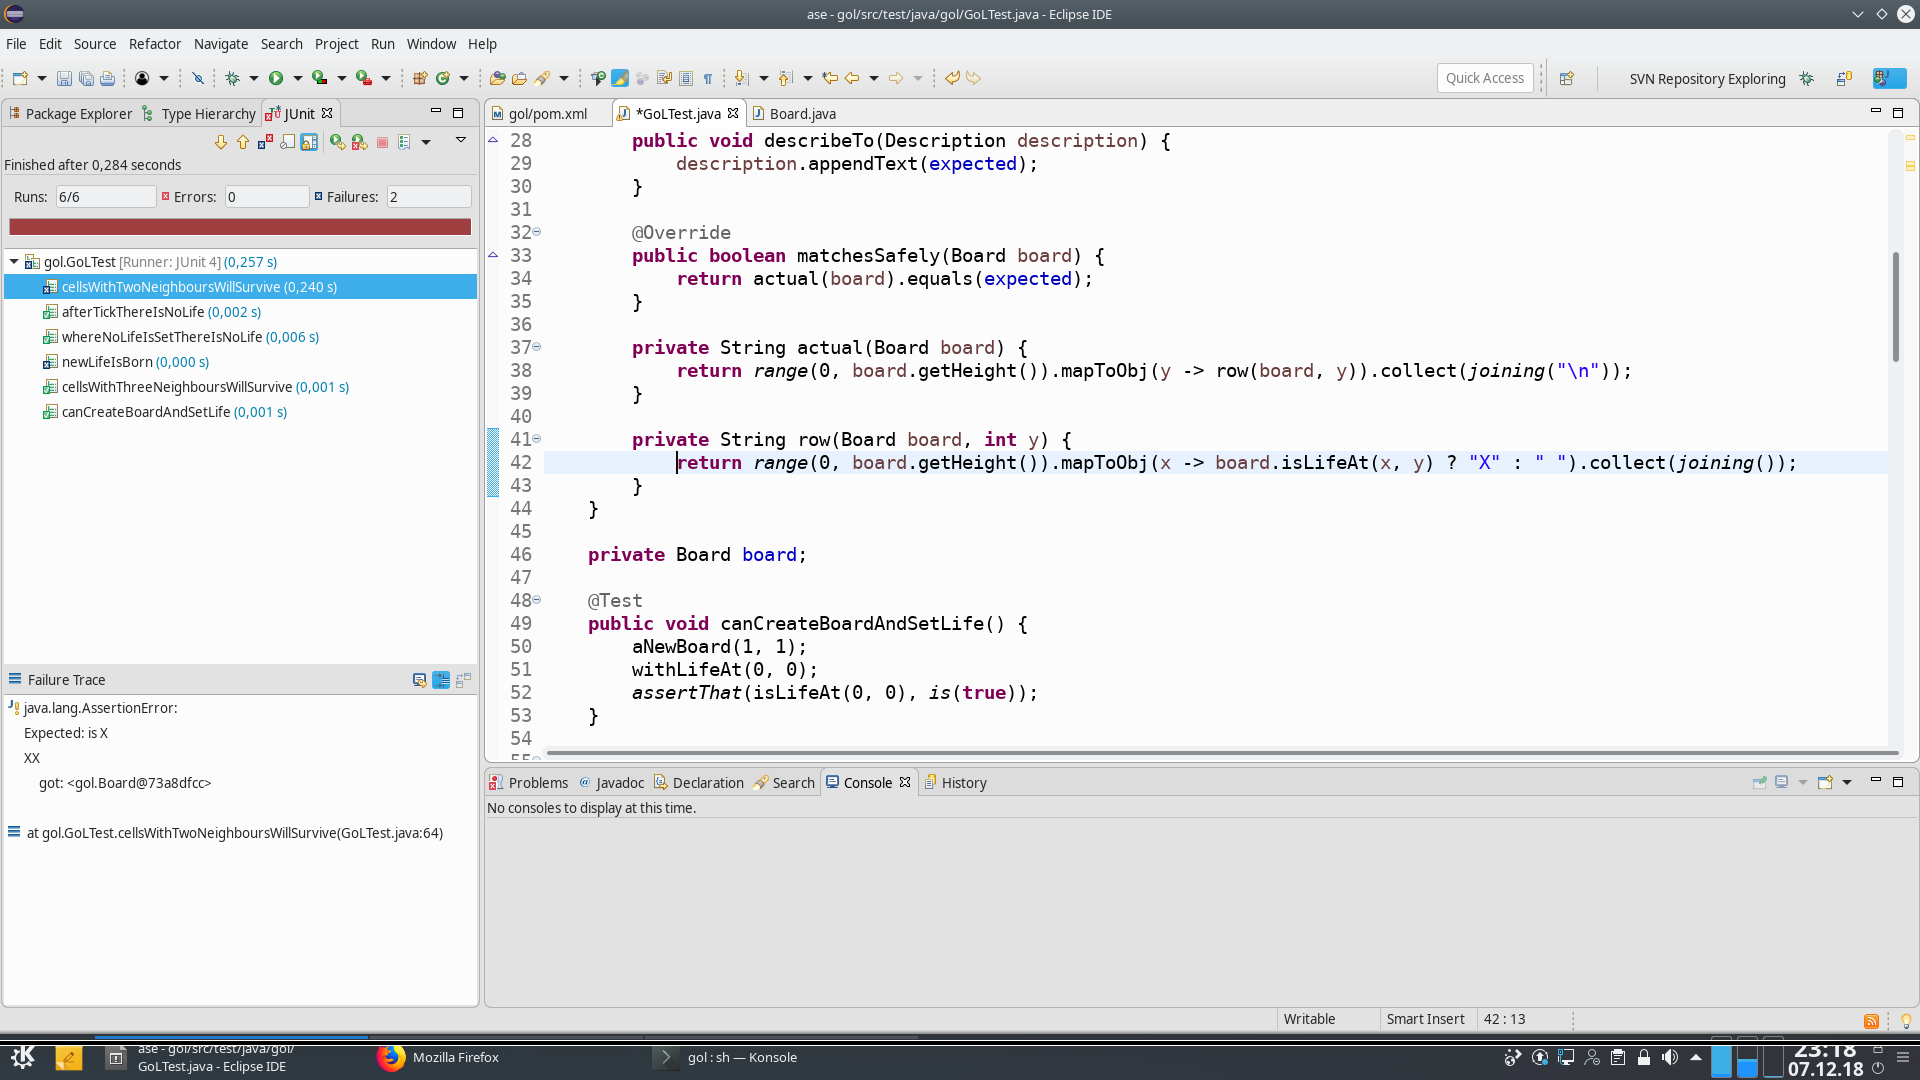 ase - gol/src/test/java/gol/GoLTest.java - Eclipse IDE
File Edit Source Refactor Navigate Search Project Run Window Help
Quick Access
SVN Repository Exploring
Package Explorer Type Hierarchy JUnit
Finished after 0,284 seconds
Runs: 6/6 Errors: 0 Failures: 2
gol.GoLTest [Runner: JUnit 4] (0,257 s)
cellsWithTwoNeighboursWillSurvive (0,240 s)
afterTickThereIsNoLife (0,002 s)
whereNoLifeIsSetThereIsNoLife (0,006 s)
newLifeIsBorn (0,000 s)
cellsWithThreeNeighboursWillSurvive (0,001 s)
canCreateBoardAndSetLife (0,001 s)
Failure Trace
java.lang.AssertionError:
Expected: is X
XX
got: <gol.Board@73a8dfcc>
at gol.GoLTest.cellsWithTwoNeighboursWillSurvive(GoLTest.java:64)
gol/pom.xml *GoLTest.java Board.java
28 public void describeTo(Description description) {
29 description.appendText(expected);
30 }
31
32 @Override
33 public boolean matchesSafely(Board board) {
34 return actual(board).equals(expected);
35 }
36
37 private String actual(Board board) {
38 return range(0, board.getHeight()).mapToObj(y -> row(board, y)).collect(joining("\n"));
39 }
40
41 private String row(Board board, int y) {
42 return range(0, board.getHeight()).mapToObj(x -> board.isLifeAt(x, y) ? "X" : " ").collect(joining());
43 }
44 }
45
46 private Board board;
47
48 @Test
49 public void canCreateBoardAndSetLife() {
50 aNewBoard(1, 1);
51 withLifeAt(0, 0);
52 assertThat(isLifeAt(0, 0), is(true));
53 }
54
55
Problems Javadoc Declaration Search Console History
No consoles to display at this time.
Writable Smart Insert 42 : 13
ase - gol/src/test/java/gol/
GoLTest.java - Eclipse IDE
Mozilla Firefox
gol : sh — Konsole
23:18
07.12.18